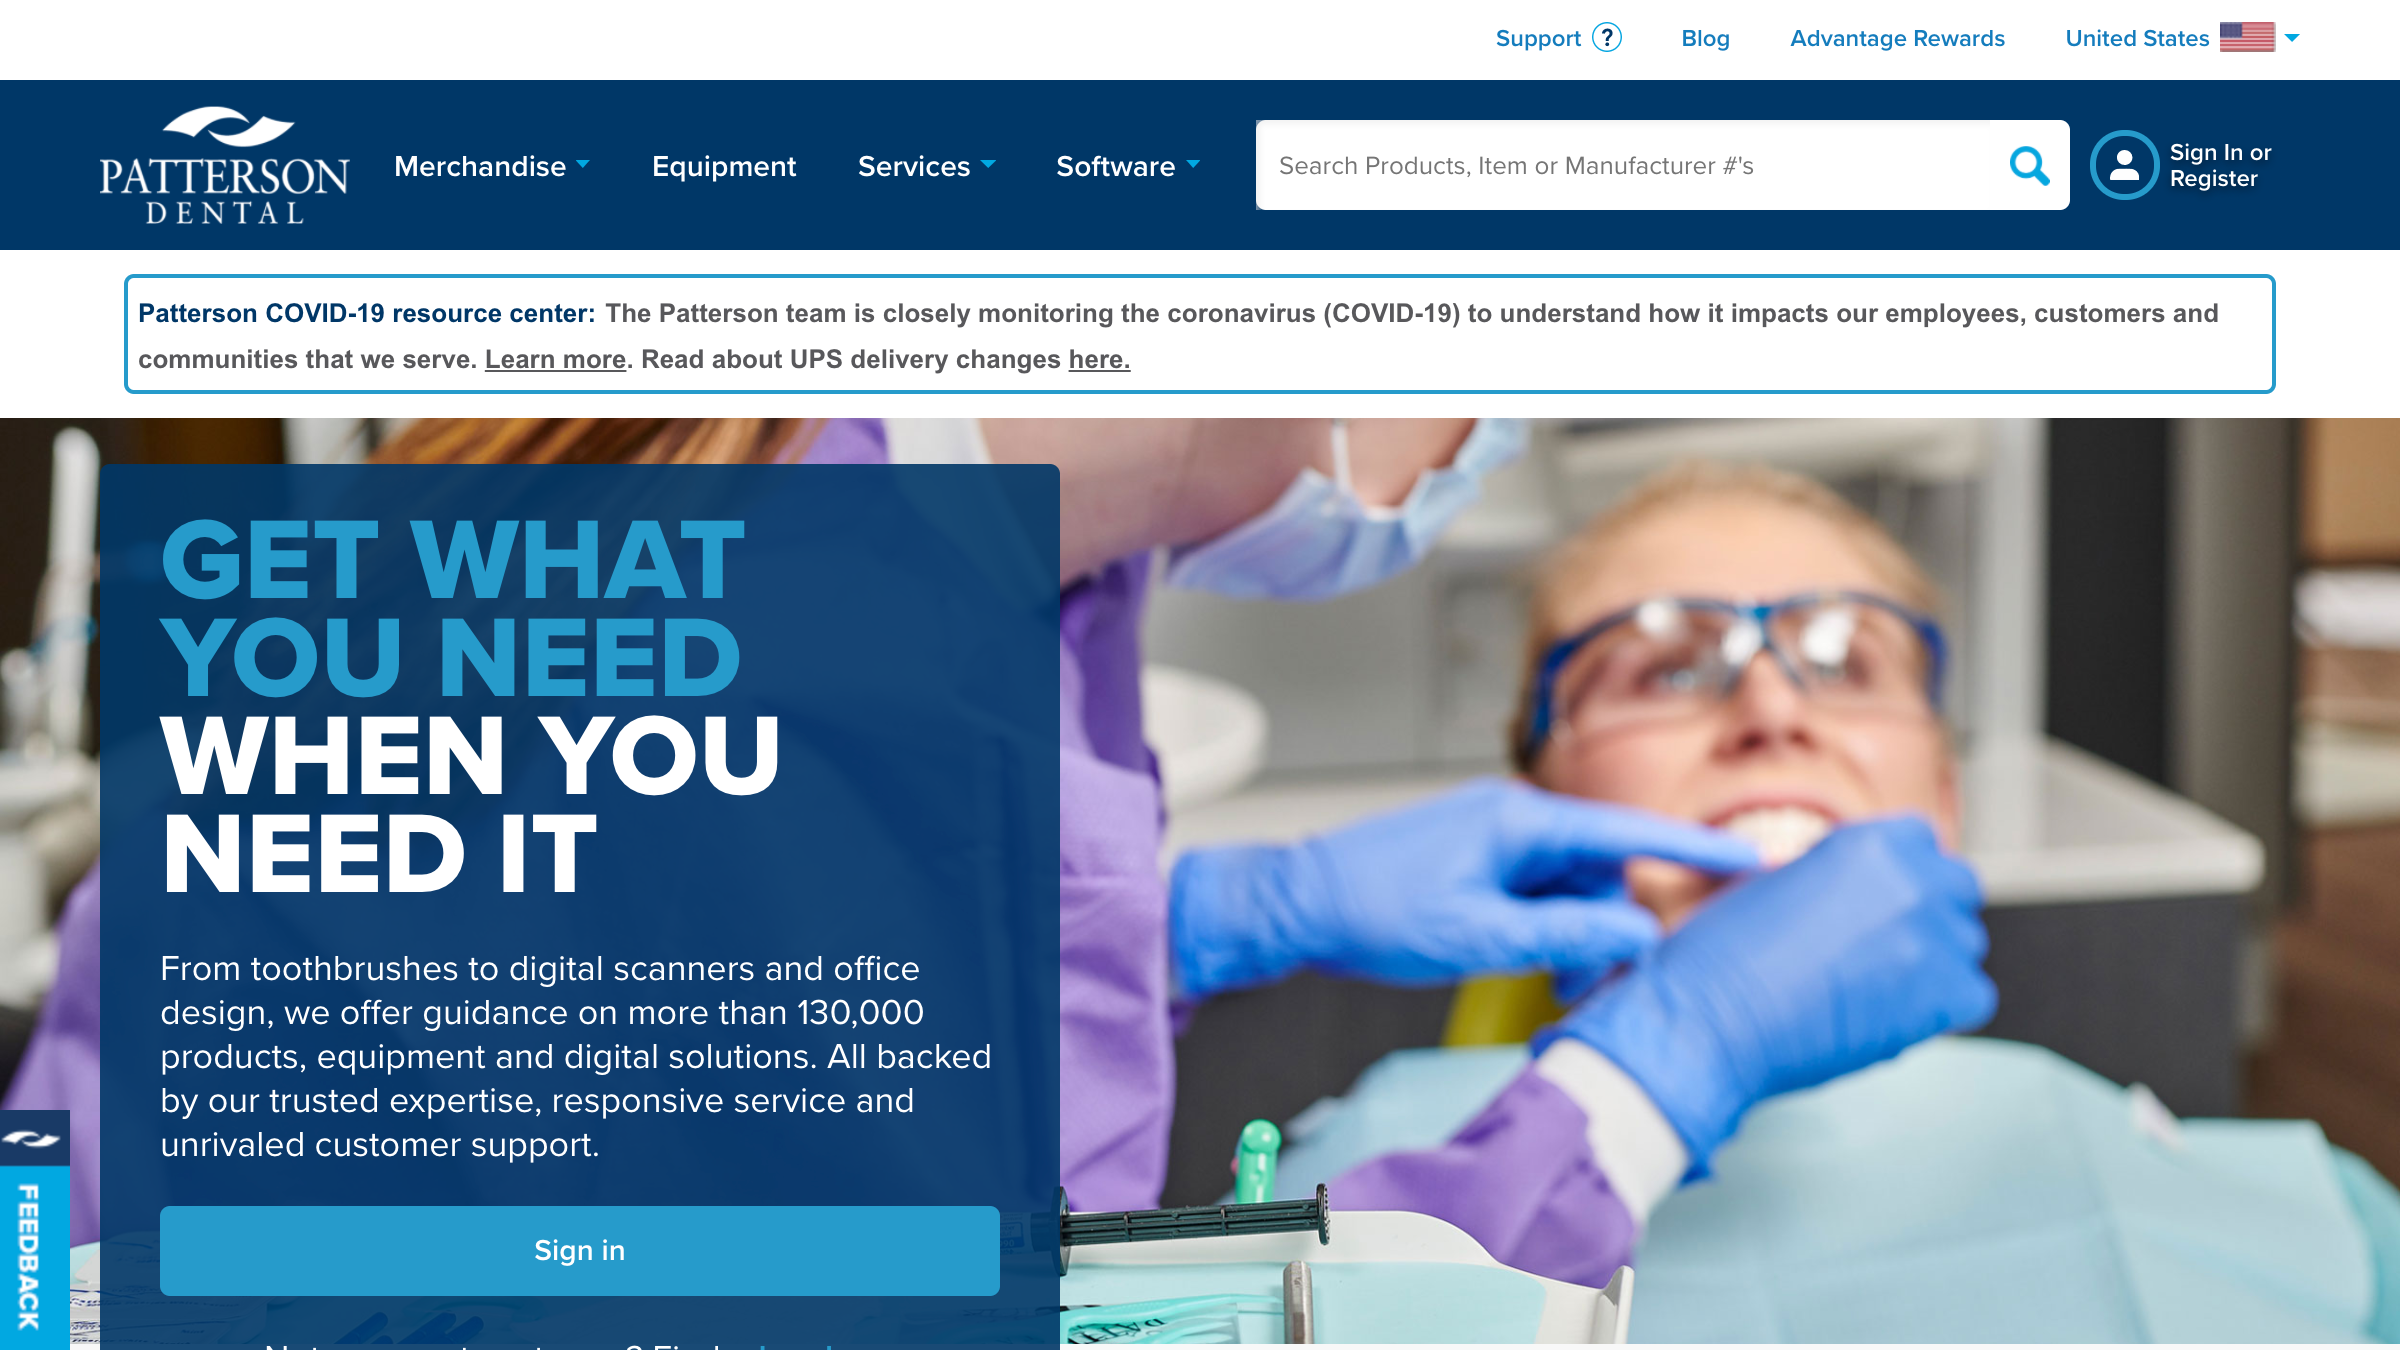 Support ?
Blog
Advantage Rewards
United States
PATTERSON
DENTAL
Merchandise
Equipment
Services
Software
Search Products, Item or Manufacturer #'s
Sign In or
Register
Patterson COVID-19 resource center: The Patterson team is closely monitoring the coronavirus (COVID-19) to understand how it impacts our employees, customers and
communities that we serve. Learn more. Read about UPS delivery changes here.
GET WHAT
YOU NEED
WHEN YOU
NEED IT
From toothbrushes to digital scanners and office
design, we offer guidance on more than 130,000
products, equipment and digital solutions. All backed
by our trusted expertise, responsive service and
unrivaled customer support.
Sign in
FEEDBACK